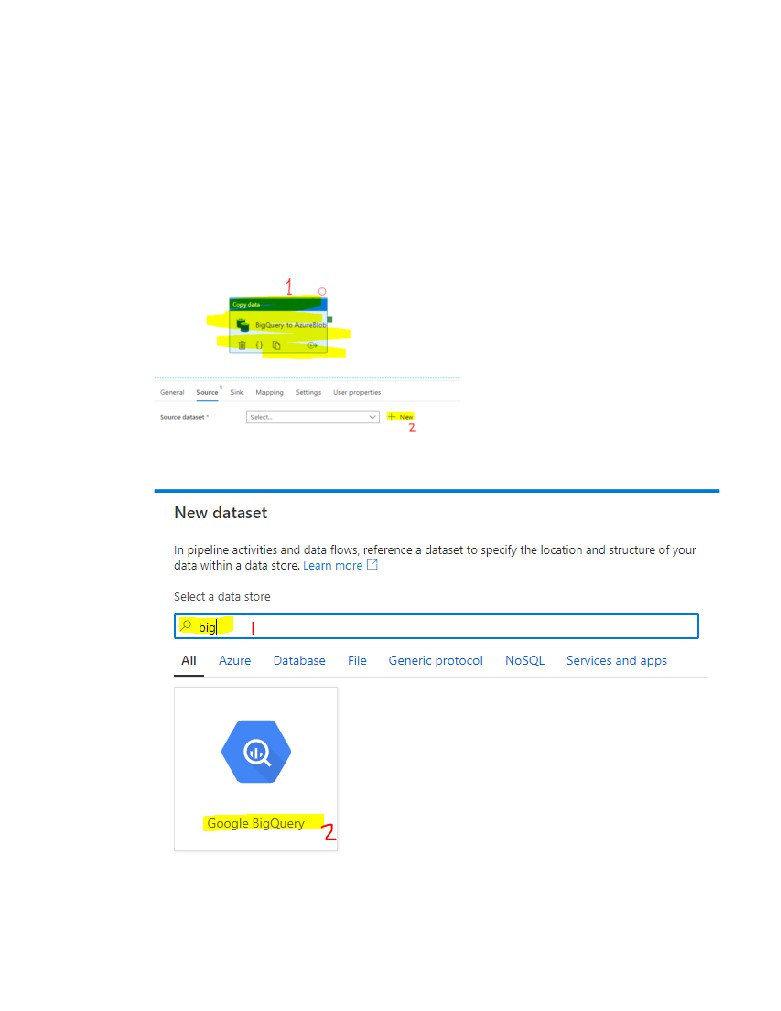 1
Copy data
BigQuery to AzureBlob
{}
General Source 1 Sink Mapping Settings User properties
Source dataset * Select... + New
2
New dataset
In pipeline activities and data flows, reference a dataset to specify the location and structure of your
data within a data store. Learn more
Select a data store
big 1
All Azure Database File Generic protocol NoSQL Services and apps
Google BigQuery
2